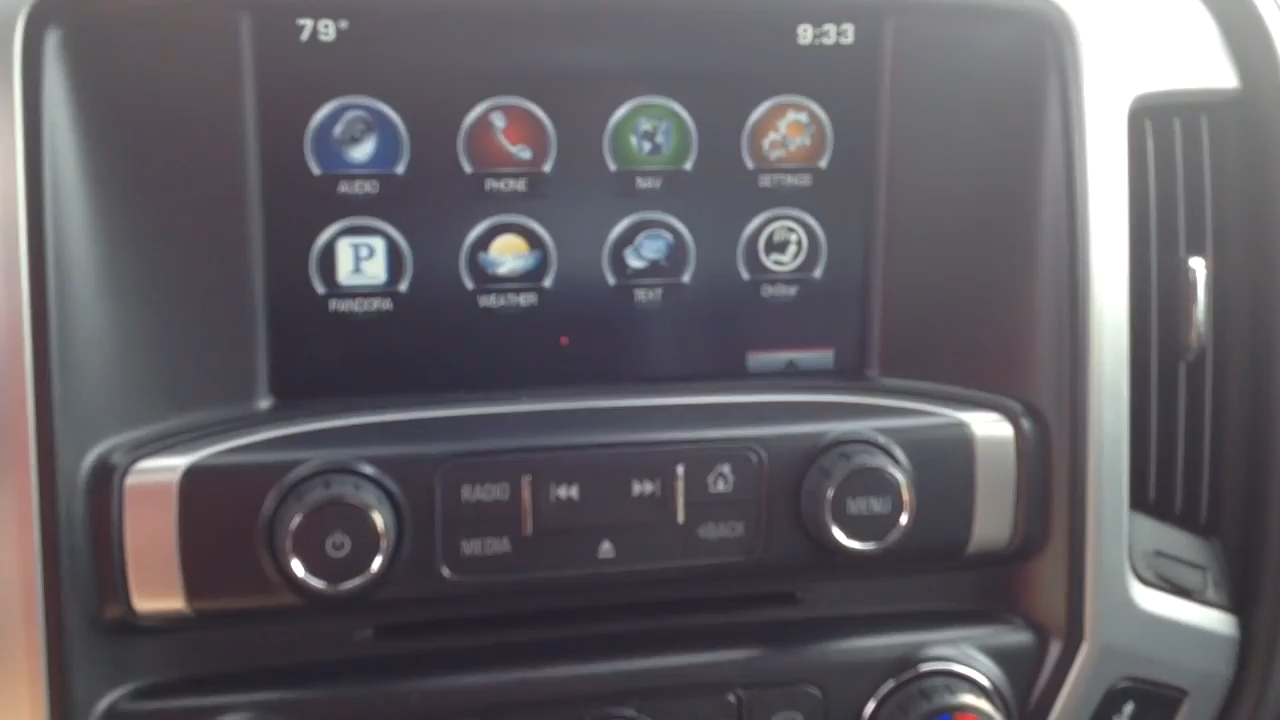 79°
9:33
AUDIO
PHONE
NAV
SETTINGS
P
PANDORA
WEATHER
TEXT
OnStar
RADIO
MEDIA
BACK
MENU